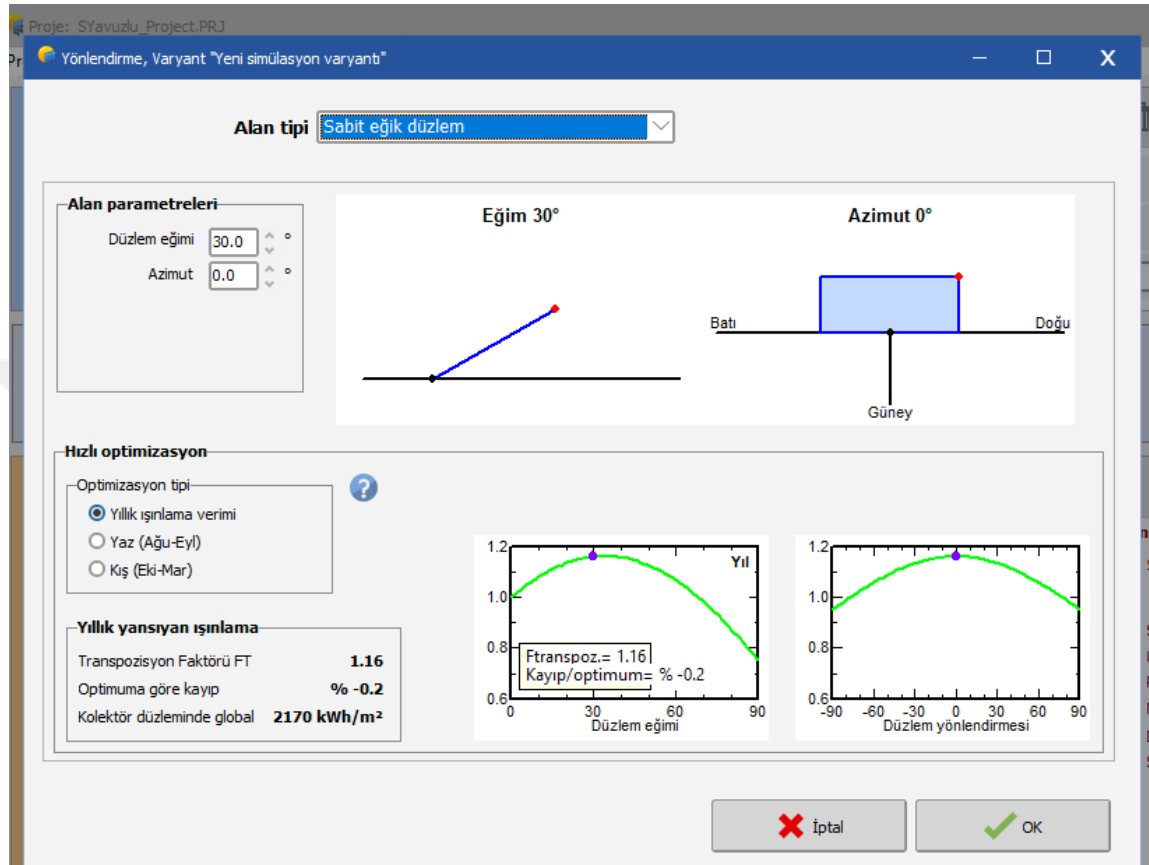 Proje: SYavuzlu_Project.PRJ
Pr
Yönlendirme, Varyant "Yeni simülasyon varyantı"
X
Alan tipi Sabit eğik düzlem
Alan parametreleri
Düzlem eğimi 30.0 °
Azimut 0.0 °
Eğim 30°
Azimut 0°
Batı
Doğu
Güney
Hızlı optimizasyon
Optimizasyon tipi
Yıllık ışınlama verimi
Yaz (Ağu-Eyl)
Kış (Eki-Mar)
?
Yıllık yansıyan ışınlama
Transpozisyon Faktörü FT 1.16
Optimuma göre kayıp % -0.2
Kolektör düzleminde global 2170 kWh/m²
1.2
1.0
0.8
0.6
Yıl
Ftranspoz.= 1.16
Kayıp/optimum= % -0.2
0 30 60 90
Düzlem eğimi
1.2
1.0
0.8
0.6
-90 -60 -30 0 30 60 90
Düzlem yönlendirmesi
İptal
OK